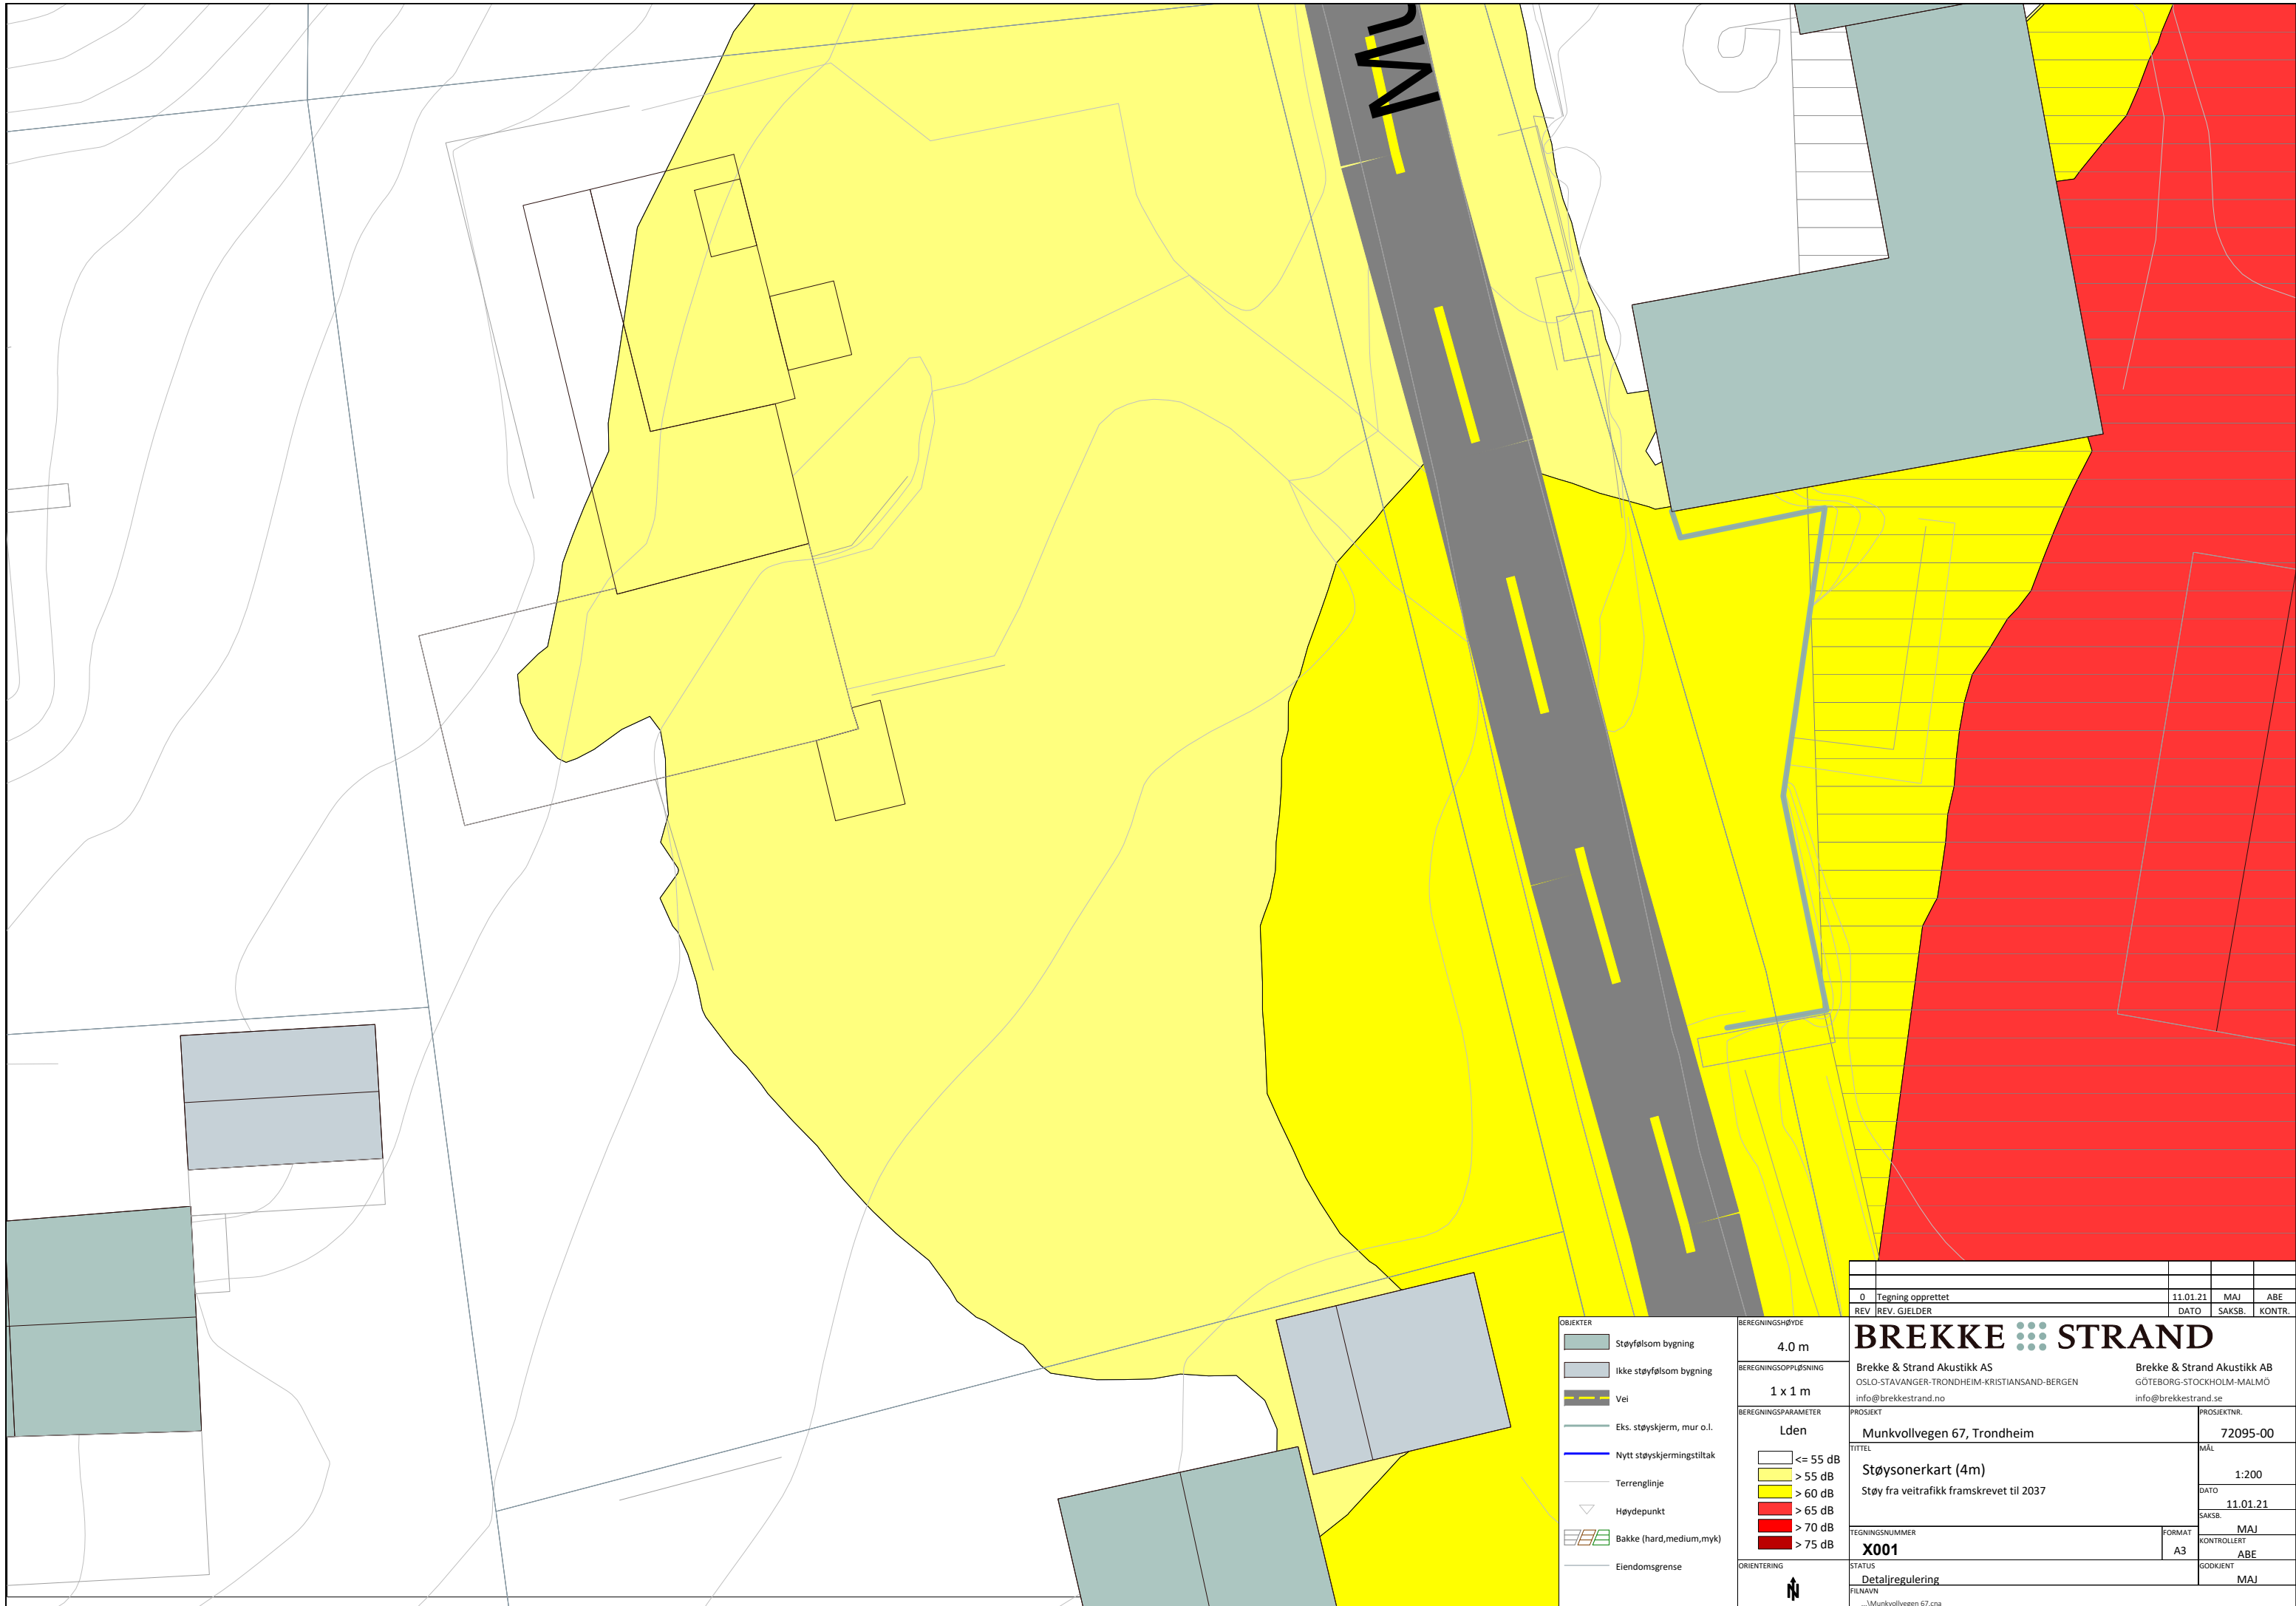 Mu
0 Tegning opprettet 11.01.21 MAJ ABE
REV REV. GJELDER DATO SAKSB. KONTR.
OBJEKTER
Støyfølsom bygning
Ikke støyfølsom bygning
Vei
Eks. støyskjerm, mur o.l.
Nytt støyskjermingstiltak
Terrenglinje
Høydepunkt
Bakke (hard,medium,myk)
Eiendomsgrense
BEREGNINGSHØYDE
4.0 m
BEREGNINGSOPPLØSNING
1 x 1 m
BEREGNINGSPARAMETER
Lden
<= 55 dB
> 55 dB
> 60 dB
> 65 dB
> 70 dB
> 75 dB
ORIENTERING
N
BREKKE STRAND
Brekke & Strand Akustikk AS Brekke & Strand Akustikk AB
OSLO-STAVANGER-TRONDHEIM-KRISTIANSAND-BERGEN GÖTEBORG-STOCKHOLM-MALMÖ
info@brekkestrand.no info@brekkestrand.se
PROSJEKT PROSJEKTNR.
Munkvollvegen 67, Trondheim 72095-00
TITTEL MÅL
Støysonerkart (4m) 1:200
Støy fra veitrafikk framskrevet til 2037
DATO
11.01.21
SAKSB.
MAJ
TEGNINGSNUMMER FORMAT KONTROLLERT
X001 A3 ABE
STATUS GODKJENT
Detaljregulering MAJ
FILNAVN
...\Munkvollvegen 67.cna